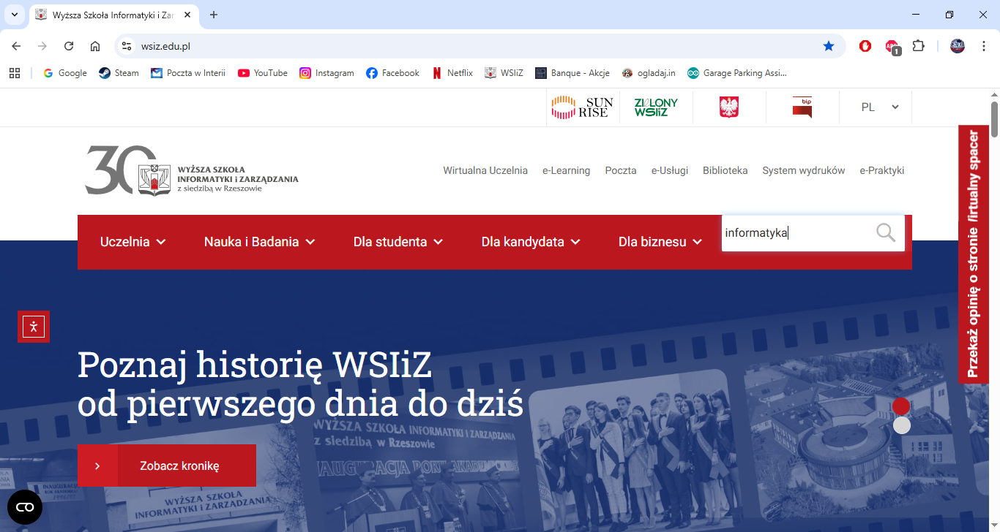 Wyższa Szkoła Informatyki i Zar
wsiz.edu.pl
ABP
1
Google
Steam
Poczta w Interii
YouTube
Instagram
Facebook
Netflix
WSIiZ
Banque - Akcje
ogladaj.in
Garage Parking Assi...
SUN RISE
ZIELONY WSIiZ
bip
PL
30
WYŻSZA SZKOŁA
INFORMATYKI i ZARZĄDZANIA
z siedzibą w Rzeszowie
Wirtualna Uczelnia e-Learning Poczta e-Usługi Biblioteka System wydruków e-Praktyki
Uczelnia Nauka i Badania Dla studenta Dla kandydata Dla biznesu
informatyka
irtualny spacer
Przekaż opinię o stronie
Poznaj historię WSIiZ
od pierwszego dnia do dziś
Zobacz kronikę
WYŻSZA SZKOŁA INFORMATYKI i ZARZĄDZANIA
z siedzibą w Rzeszowie
INAUGURACJA ROKU AKADEMICK
WYŻSZA SZKOŁA
INFORMATYKI i ZARZĄDZANIA